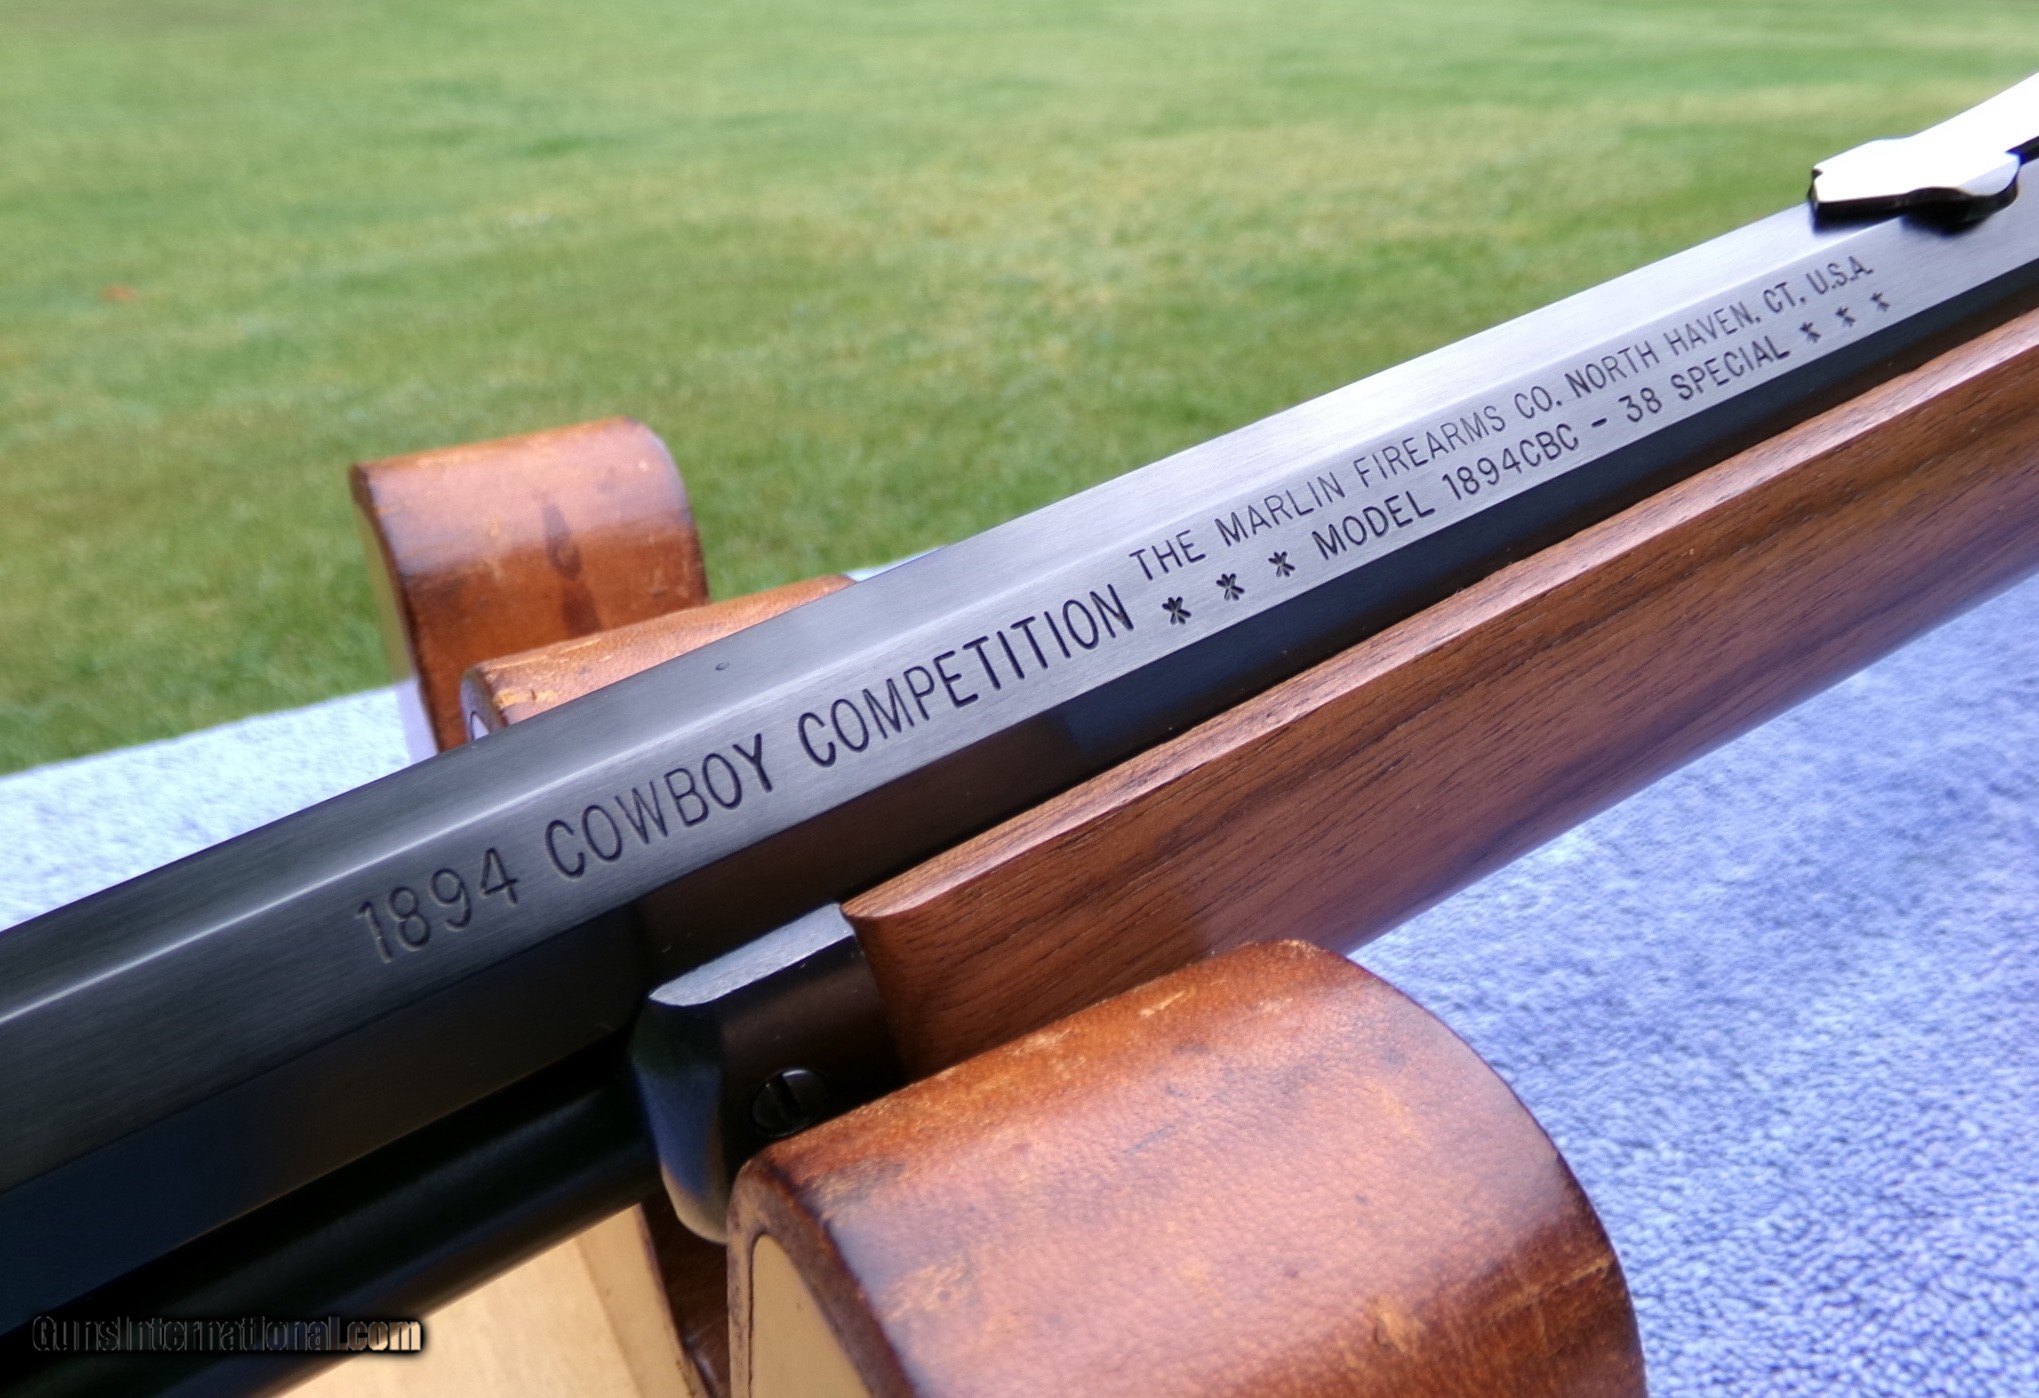 1894 COWBOY COMPETITION
THE MARLIN FIREARMS CO. NORTH HAVEN, CT. U.S.A.
* * * MODEL 1894CBC - 38 SPECIAL * * *
GunsInternational.com